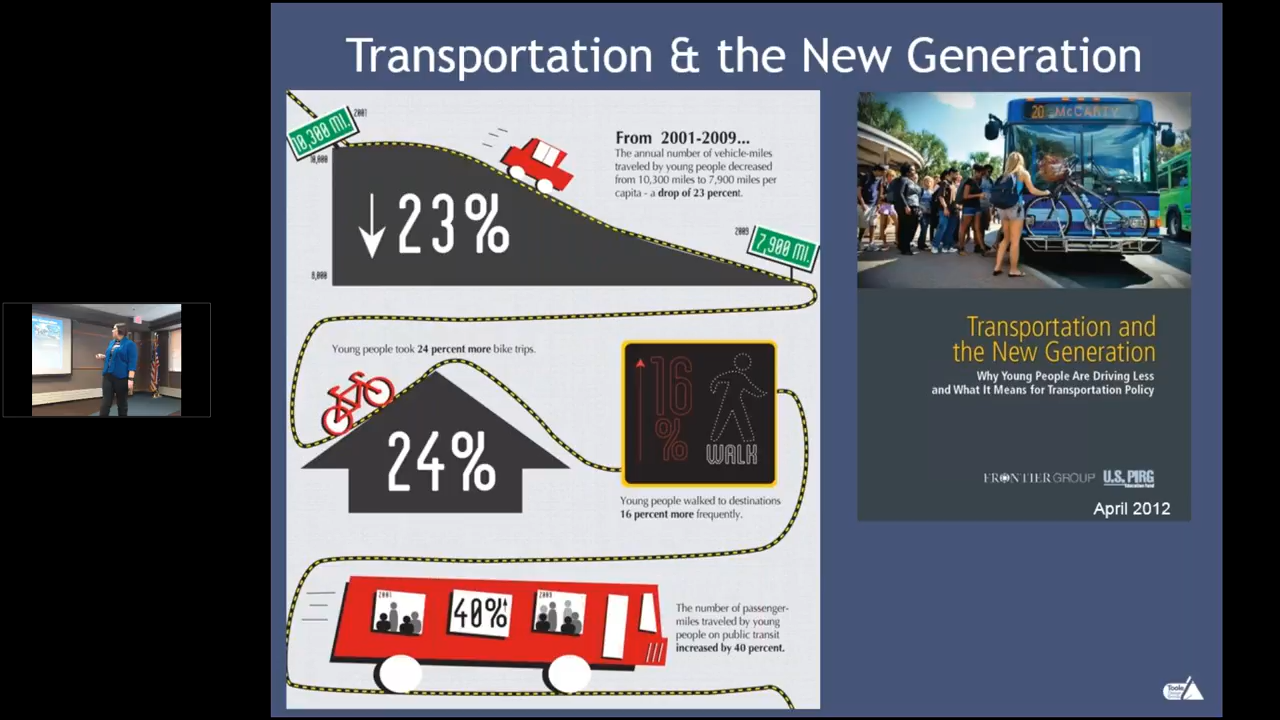 Transportation & the New Generation
10,300 MI.
2001
10,000
From 2001-2009...
The annual number of vehicle-miles
traveled by young people decreased
from 10,300 miles to 7,900 miles per
capita - a drop of 23 percent.
23%
2009
7,900 MI.
8,000
Young people took 24 percent more bike trips.
24%
16
%
WALK
Young people walked to destinations
16 percent more frequently.
2001
40%
2009
The number of passenger-
miles traveled by young
people on public transit
increased by 40 percent.
20 McCARTY
Transportation and
the New Generation
Why Young People Are Driving Less
and What It Means for Transportation Policy
FRONTIER GROUP
U.S. PIRG
Education Fund
April 2012
Toole